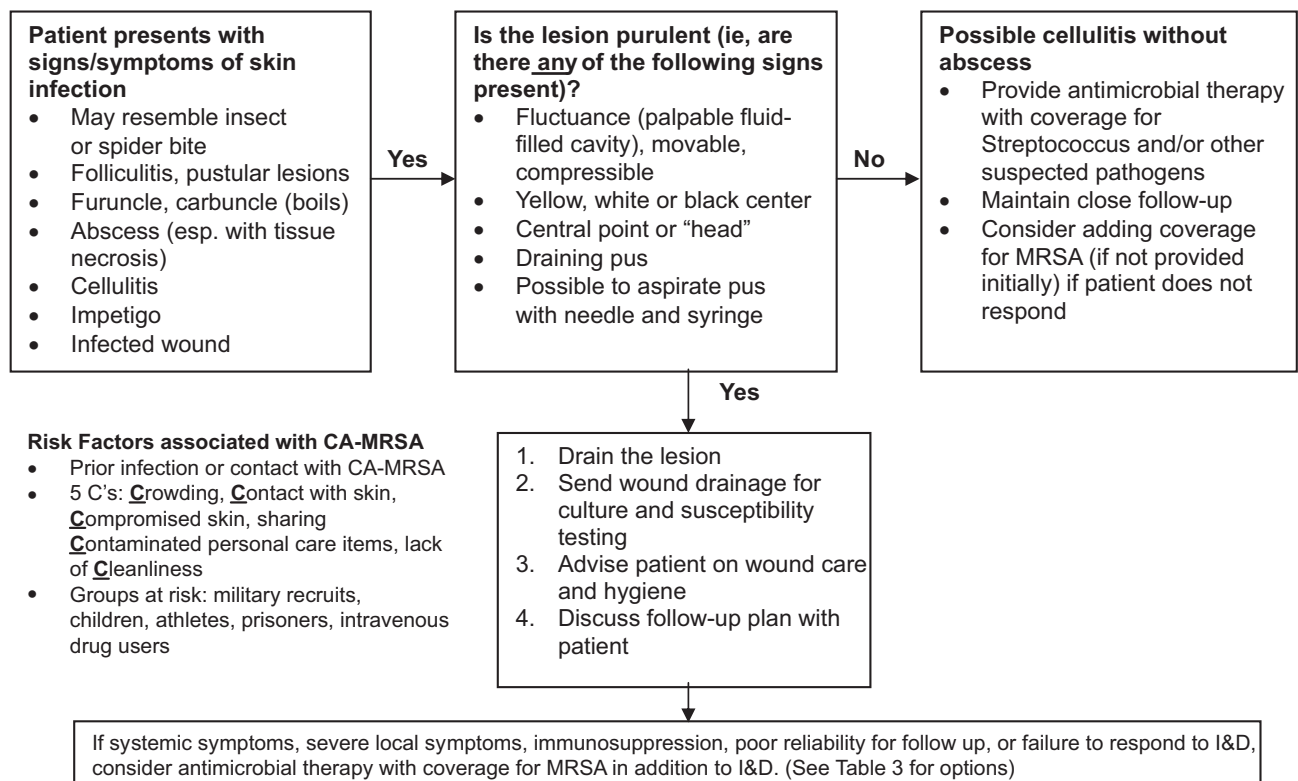 Patient presents with
signs/symptoms of skin
infection
• May resemble insect
or spider bite
• Folliculitis, pustular lesions
• Furuncle, carbuncle (boils)
• Abscess (esp. with tissue
necrosis)
• Cellulitis
• Impetigo
• Infected wound
Yes
Is the lesion purulent (ie, are
there any of the following signs
present)?
• Fluctuance (palpable fluid-
filled cavity), movable,
compressible
• Yellow, white or black center
• Central point or “head”
• Draining pus
• Possible to aspirate pus
with needle and syringe
No
Possible cellulitis without
abscess
• Provide antimicrobial therapy
with coverage for
Streptococcus and/or other
suspected pathogens
• Maintain close follow-up
• Consider adding coverage
for MRSA (if not provided
initially) if patient does not
respond
Yes
Risk Factors associated with CA-MRSA
• Prior infection or contact with CA-MRSA
• 5 C's: Crowding, Contact with skin,
Compromised skin, sharing
Contaminated personal care items, lack
of Cleanliness
• Groups at risk: military recruits,
children, athletes, prisoners, intravenous
drug users
1. Drain the lesion
2. Send wound drainage for
culture and susceptibility
testing
3. Advise patient on wound care
and hygiene
4. Discuss follow-up plan with
patient
If systemic symptoms, severe local symptoms, immunosuppression, poor reliability for follow up, or failure to respond to I&D,
consider antimicrobial therapy with coverage for MRSA in addition to I&D. (See Table 3 for options)